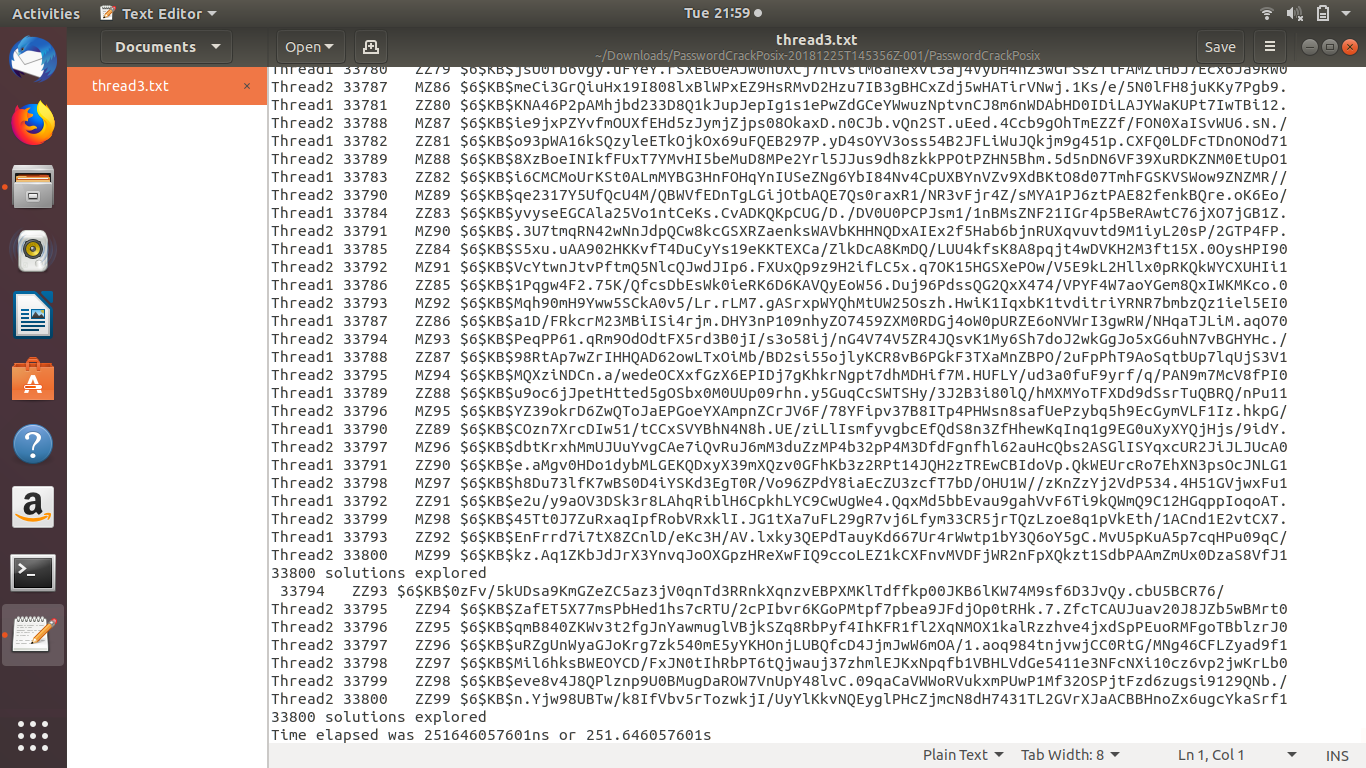 Activities
Text Editor
Tue 21:59
Documents
Open
thread3.txt
~/Downloads/PasswordCrackPosix-20181225T145356Z-001/PasswordCrackPosix
Save
thread3.txt
Thread2 33787 MZ86 $6$KB$meCi3GrQiuHx19I808lxBlWPxEZ9HsRMvD2Hzu7IB3gBHCxZdj5wHATirVNwj.1Ks/e/5N0lFH8juKKy7Pgb9.
Thread1 33781 ZZ80 $6$KB$KNA46P2pAMhjbd233D8Q1kJupJepIg1s1ePwZdGCeYWwuzNptvnCJ8m6nWDAbHD0IDiLAJYWaKUPt7IwTBi12.
Thread2 33788 MZ87 $6$KB$ie9jxPZYvfmOUXfEHd5zJymjZjps08OkaxD.n0CJb.vQn2ST.uEed.4Ccb9gOhTmEZZf/FON0XaISvWU6.sN./
Thread1 33782 ZZ81 $6$KB$o93pWA16kSQzyleETkOjkOx69uFQEB297P.yD4sOYV3oss54B2JFLiWuJQkjm9g451p.CXFQ0LDFcTDnONOd71
Thread2 33789 MZ88 $6$KB$8XzBoeINIkfFUxT7YMvHI5beMuD8MPe2Yrl5JJus9dh8zkkPPOtPZHN5Bhm.5d5nDN6VF39XuRDKZNM0EtUpO1
Thread1 33783 ZZ82 $6$KB$i6CMCMoUrKSt0ALmMYBG3HnFOHqYnIUSeZNg6YbI84Nv4CpUXBYnVZv9XdBKtO8d07TmhFGSKVSWow9ZNZMR//
Thread2 33790 MZ89 $6$KB$qe2317Y5UfQcU4M/QBWVfEDnTgLGijOtbAQE7Qs0raxR1/NR3vFjr4Z/sMYA1PJ6ztPAE82fenkBQre.oK6Eo/
Thread1 33784 ZZ83 $6$KB$yvyseEGCAla25Vo1ntCeKs.CvADKQKpCUG/D./DV0U0PCPJsm1/1nBMsZNF21IGr4p5BeRAwtC76jXO7jGB1Z.
Thread2 33791 MZ90 $6$KB$.3U7tmqRN42wNnJdpQCw8kcGSXRZaenksWAVbKHHNQDxAIEx2f5Hab6bjnRUXqvuvtd9M1iyL20sP/2GTP4FP.
Thread1 33785 ZZ84 $6$KB$S5xu.uAA902HKKvfT4DuCyYSi9eKKTEXCa/ZlkDcA8KmDQ/LUU4kfsK8A8pqjt4wDVKH2M3ft15X.0OysHPI90
Thread2 33792 MZ91 $6$KB$VcYtwnJtvPftmQ5NlcQJwdJIp6.FXUxQp9z9H2ifLC5x.q7OK15HGSXePOw/V5E9kL2Hllx0pRKQkWYCXUHIi1
Thread1 33786 ZZ85 $6$KB$1Pqgw4F2.75K/QfcsDbEsWk0ieRK6D6KAVQyEoW56.Duj96PdssQG2QxX474/VPYF4W7aoYGem8QxIWKMKco.0
Thread2 33793 MZ92 $6$KB$Mqh90mH9Yww5SCkA0v5/Lr.rLM7.gASrxpWYQhMtUW25Oszh.HwiK1IqxbK1tvditriYRNR7bmbzQz1iel5EI0
Thread1 33787 ZZ86 $6$KB$a1D/FRkcrM23MBiISi4rjm.DHY3nP109nhyZO7459ZXM0RDGj4oW0pURZE6oNVWrI3gwRW/NHqaTJLiM.aqO70
Thread2 33794 MZ93 $6$KB$PeqPP61.qRm9OdOdtFX5rd3B0jI/s3o58ij/nG4V74V5ZR4JQsvK1My6Sh7doJ2wkGgJo5xG6uhN7vBGHYHc./
Thread1 33788 ZZ87 $6$KB$98RtAp7wZrIHHQAD62owLTxOiMb/BD2si55ojlyKCR8vB6PGkF3TXaMnZBPO/2uFpPhT9AoSqtbUp7lqUjS3V1
Thread2 33795 MZ94 $6$KB$MQXziNDCn.a/wedeOCXxfGzX6EPIDj7gKhkrNgpt7dhMDHif7M.HUFLY/ud3a0fuF9yrf/q/PAN9m7McV8fPI0
Thread1 33789 ZZ88 $6$KB$u9oc6jJpetHtted5gOSbx0M0UUp09rhn.y5GuqCcSWTSHy/3J2B3i80lQ/hMXMYoTFXDd9dSsrTuQBRQ/nPu11
Thread2 33796 MZ95 $6$KB$YZ39okrD6ZwQToJaEPGoeYXAmpnZCrJV6F/78YFipv37B8ITp4PHWsn8safUePzybq5h9EcGymVLF1Iz.hkpG/
Thread1 33790 ZZ89 $6$KB$COzn7XrcDIw51/tCCxSVYBhN4N8h.UE/ziLlIsmfyvgbcEfQdS8n3ZfHhewKqInq1g9EG0uXyXYQjHjs/9idY.
Thread2 33797 MZ96 $6$KB$dbtKrxhMmUJUuYvgCAe7iQvRuJ6mM3duZzMP4b32pP4M3DfdFgnfhl62auHcQbs2ASGlISYqxcUR2JiJLJUcA0
Thread1 33791 ZZ90 $6$KB$e.aMgv0HDo1dybMLGEKQDxyX39mXQzv0GFhKb3z2RPt14JQH2zTREwCBIdoVp.QkWEUrcRo7EhXN3psOcJNLG1
Thread2 33798 MZ97 $6$KB$h8Du73lfK7wBS0D4iYSKd3EgT0R/Vo96ZPdY8iaEcZU3zcfT7bD/OHU1W//zKnZzYj2VdP534.4H51GVjwxFu1
Thread1 33792 ZZ91 $6$KB$e2u/y9aOV3DSk3r8LAhqRiblH6CpkhLYC9CwUgWe4.QqxMd5bbEvau9gahVvF6Ti9kQWmQ9C12HGqppIoqoAT.
Thread2 33799 MZ98 $6$KB$45Tt0J7ZuRxaqIpfRobVRxklI.JG1tXa7uFL29gR7vj6Lfym33CR5jrTQzLzoe8q1pVkEth/1ACnd1E2vtCX7.
Thread1 33793 ZZ92 $6$KB$EnFrrd7i7tX8ZCnlD/eKc3H/AV.lxky3QEPdTauyKd667Ur4rWwtp1bY3Q6oY5gC.MvU5pKuA5p7cqHPu09qC/
Thread2 33800 MZ99 $6$KB$kz.Aq1ZKbJdJrX3YnvqJoOXGpzHReXwFIQ9ccoLEZ1kCXFnvMVDFjWR2nFpXQkzt1SdbPAAmZmUx0DzaS8VfJ1
33800 solutions explored
33794 ZZ93 $6$KB$0zFv/5kUDsa9KmGZeZC5az3jV0qnTd3RRnkXqnzvEBPXMKlTdffkp00JKB6lKW74M9sf6D3JvQy.cbU5BCR76/
Thread2 33795 ZZ94 $6$KB$ZafET5X77msPbHed1hs7cRTU/2cPIbvr6KGoPMtpf7pbea9JFdjOp0tRHk.7.ZfcTCAUJuav20J8JZb5wBMrt0
Thread2 33796 ZZ95 $6$KB$qmB840ZKWv3t2fgJnYawmuglVBjkSZq8RbPyf4IhKFR1fl2XqNMOX1kalRzzhve4jxdSpPEuoRMFgoTBblzrJ0
Thread2 33797 ZZ96 $6$KB$uRZgUnWyaGJoKrg7zk540mE5yYKHOnjLUBQfcD4JjmJwW6mOA/1.aoq984tnjvwjCC0RtG/MNg46CFLZyad9f1
Thread2 33798 ZZ97 $6$KB$Mil6hksBWEOYCD/FxJN0tIhRbPT6tQjwauj37zhmlEJKxNpqfb1VBHLVdGe5411e3NFcNXi10cz6vp2jwKrLb0
Thread2 33799 ZZ98 $6$KB$eve8v4J8QPlznp9U0BMugDaROW7VnUpY48lvC.09qaCaVWWoRVukxmPUwP1Mf32OSPjtFzd6zugsi9129QNb./
Thread2 33800 ZZ99 $6$KB$n.Yjw98UBTw/k8IfVbv5rTozwkjI/UyYlKkvNQEyglPHcZjmcN8dH7431TL2GVrXJaACBBHnoZx6ugcYkaSrf1
33800 solutions explored
Time elapsed was 251646057601ns or 251.646057601s
Plain Text
Tab Width: 8
Ln 1, Col 1
INS